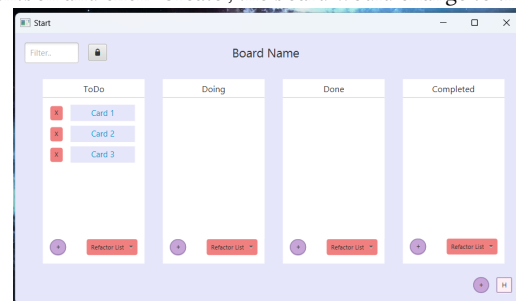 Start
Filter..
Board Name
ToDo
Doing
Done
Completed
X Card 1
X Card 2
X Card 3
+ Refactor List
+ Refactor List
+ Refactor List
+ Refactor List
+ H